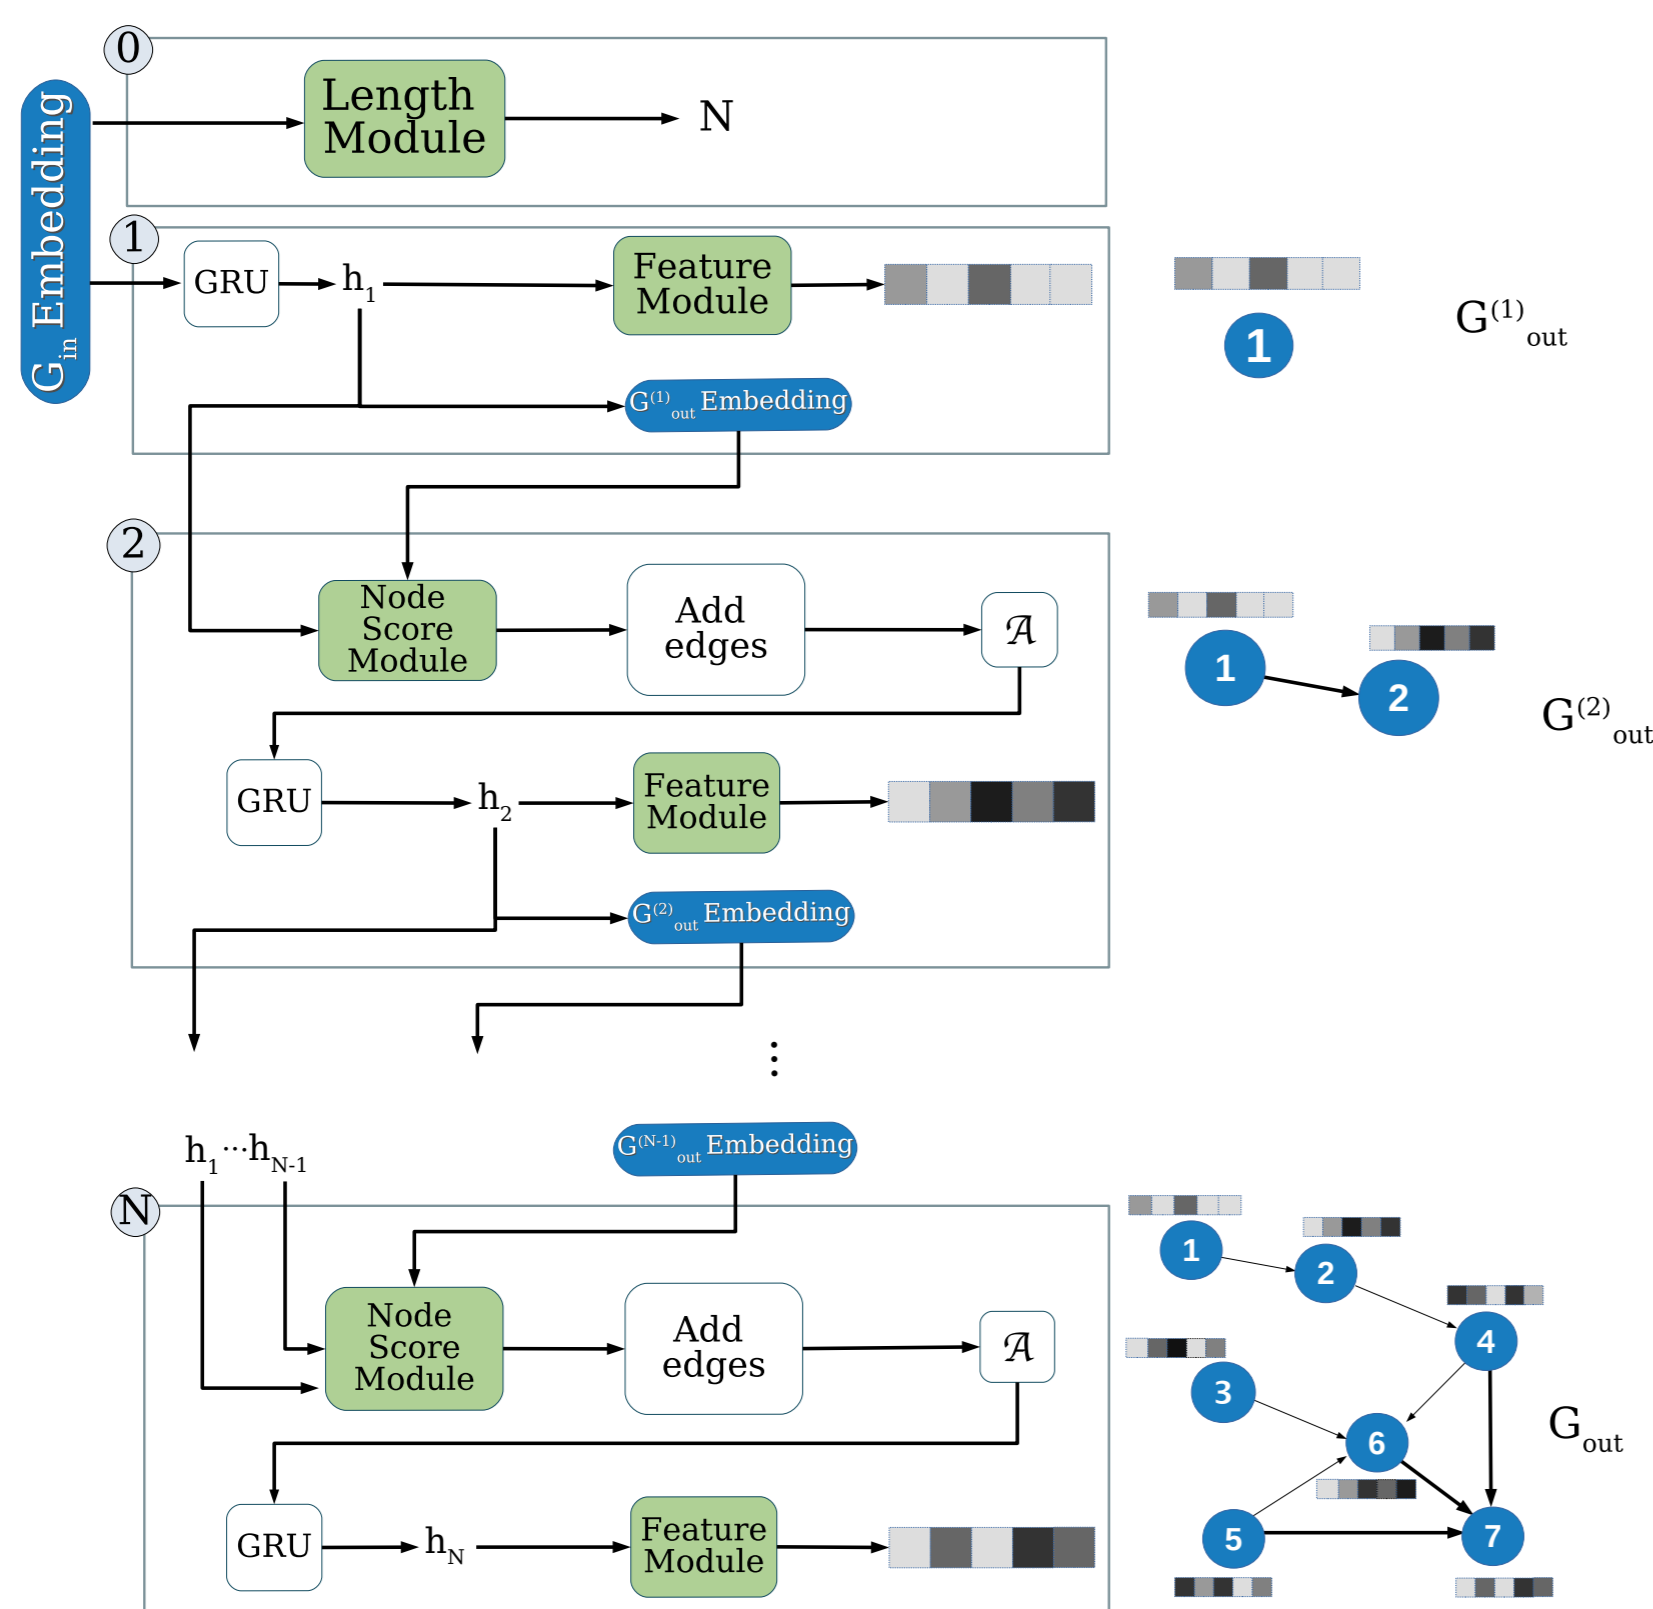 0
G_in Embedding
Length
Module
N
1
GRU
h_1
Feature
Module
G^(1)_out Embedding
1
G^(1)_out
2
Node
Score
Module
Add
edges
𝒜
GRU
h_2
Feature
Module
G^(2)_out Embedding
1
2
G^(2)_out
⋮
h_1 ··· h_N-1
G^(N-1)_out Embedding
N
Node
Score
Module
Add
edges
𝒜
GRU
h_N
Feature
Module
1
2
4
3
6
5
7
G_out